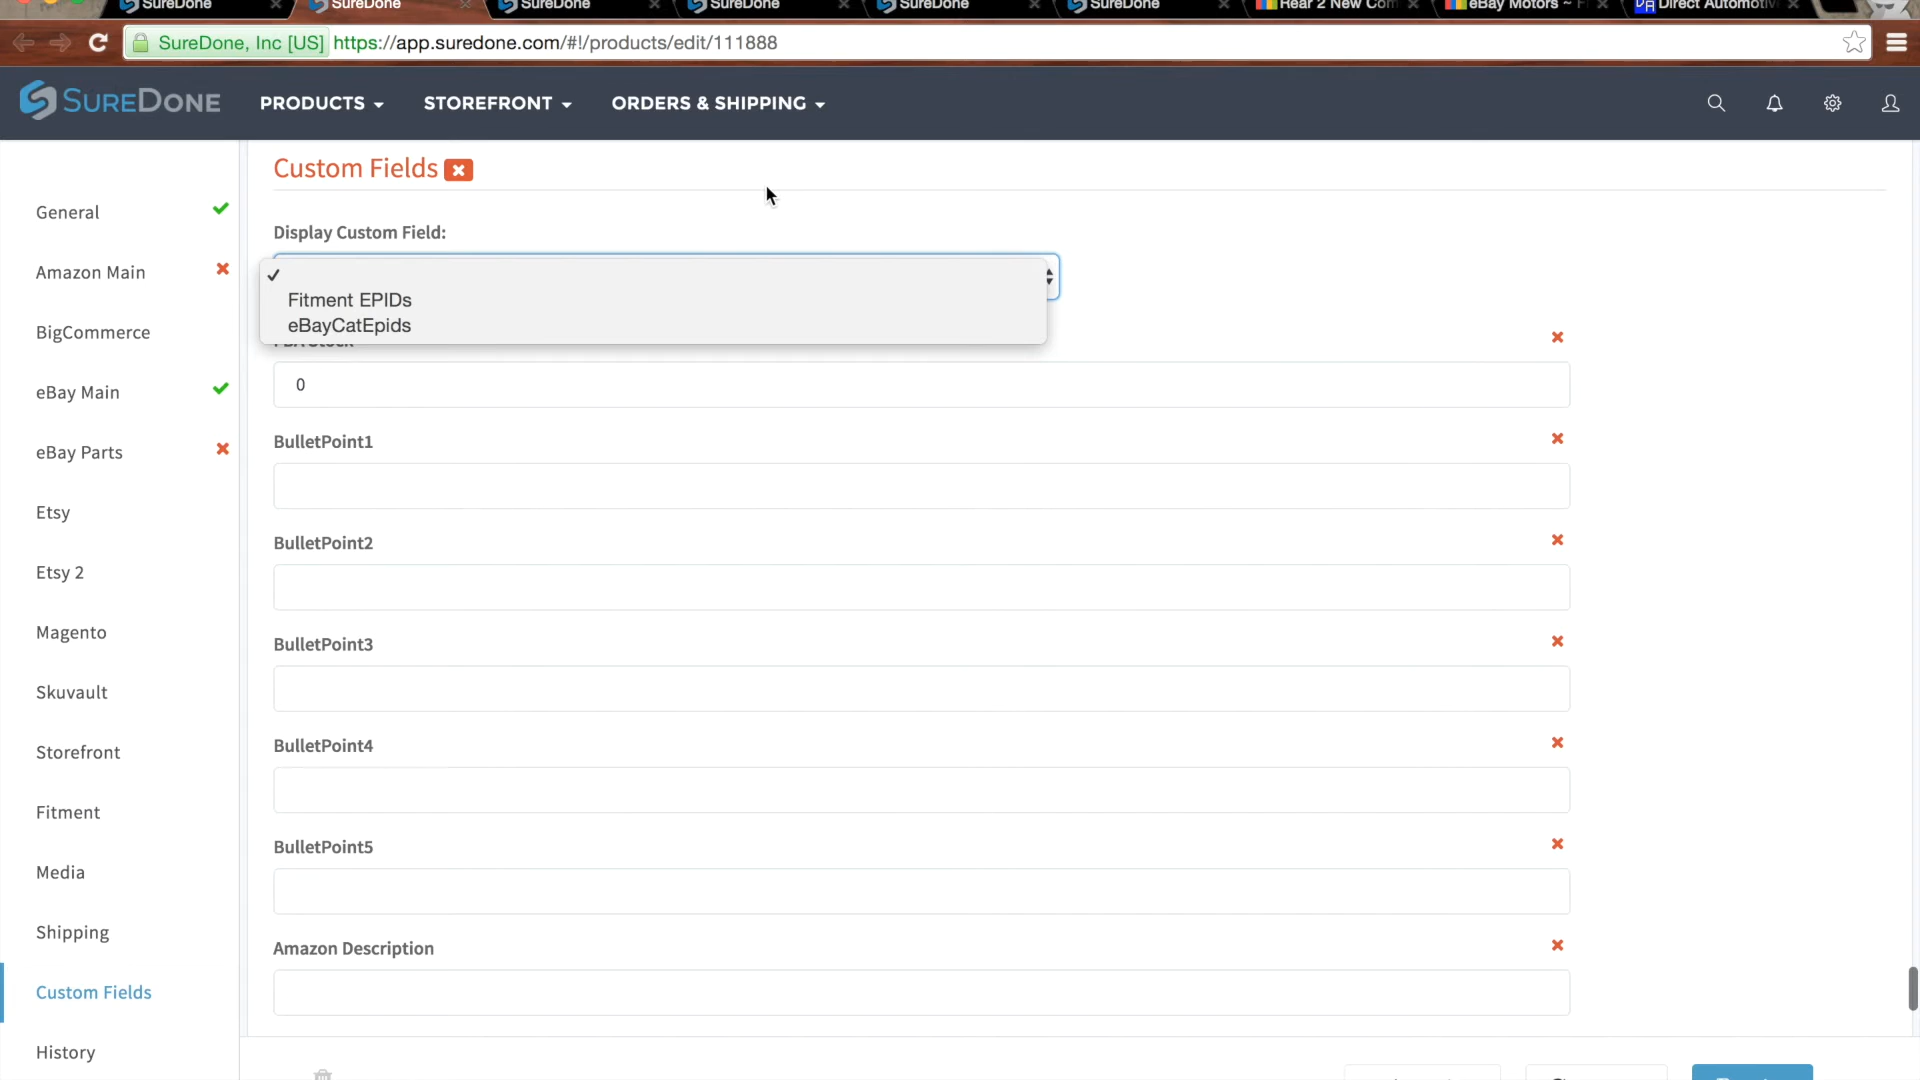 SureDone
SureDone
SureDone
SureDone
SureDone
SureDone
Rear 2 New Com
eBay Motors ~ F
Direct Automotiv
SureDone, Inc [US] https://app.suredone.com/#!/products/edit/111888
SUREDONE PRODUCTS STOREFRONT ORDERS & SHIPPING
Custom Fields
Display Custom Field:
Fitment EPIDs
eBayCatEpids
0
BulletPoint1
BulletPoint2
BulletPoint3
BulletPoint4
BulletPoint5
Amazon Description
General
Amazon Main
BigCommerce
eBay Main
eBay Parts
Etsy
Etsy 2
Magento
Skuvault
Storefront
Fitment
Media
Shipping
Custom Fields
History